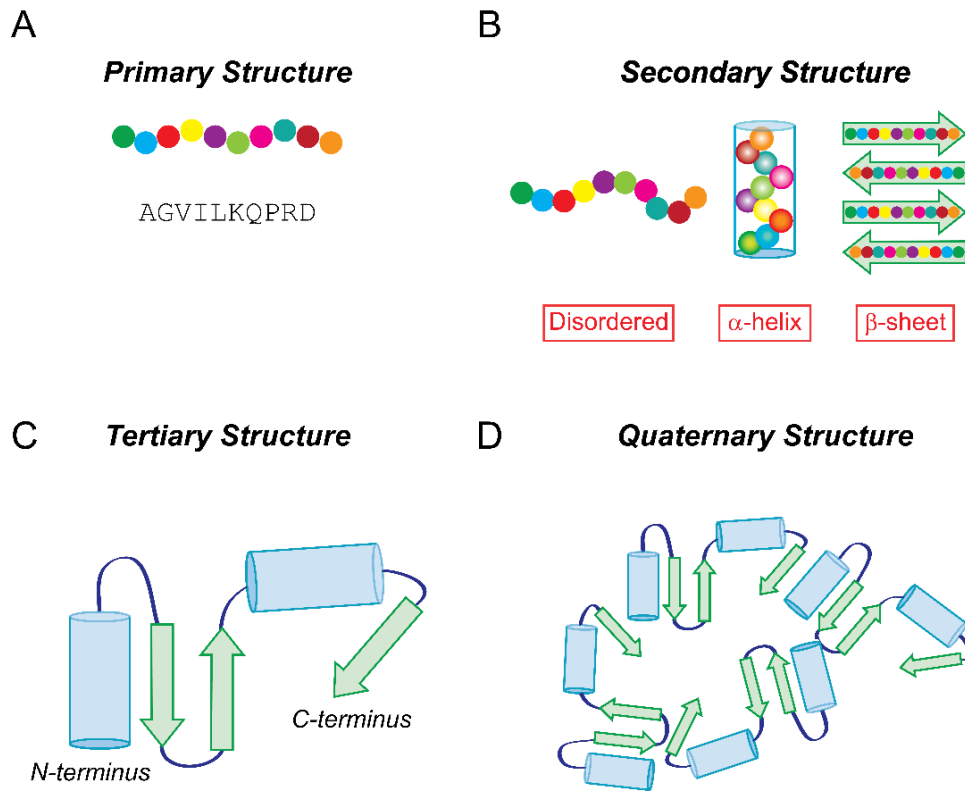 A
Primary Structure
AGVILKQPRD
B
Secondary Structure
Disordered
α-helix
β-sheet
C
Tertiary Structure
N-terminus
C-terminus
D
Quaternary Structure